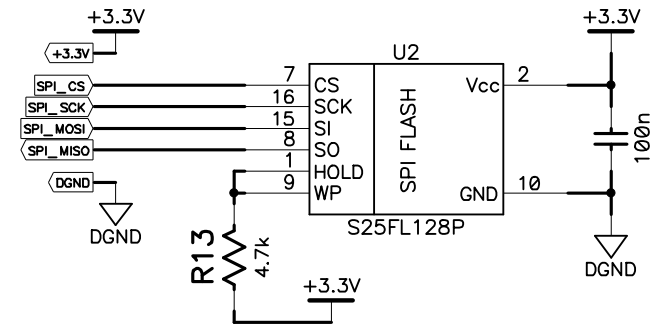 +3.3V
+3.3V
+3.3V
U2
SPI_CS
7
CS
Vcc
2
SPI_SCK
16
SCK
SPI_MOSI
15
SI
SPI FLASH
100n
SPI_MISO
8
SO
1
HOLD
DGND
9
WP
GND
10
DGND
S25FL128P
R13
4.7k
DGND
+3.3V